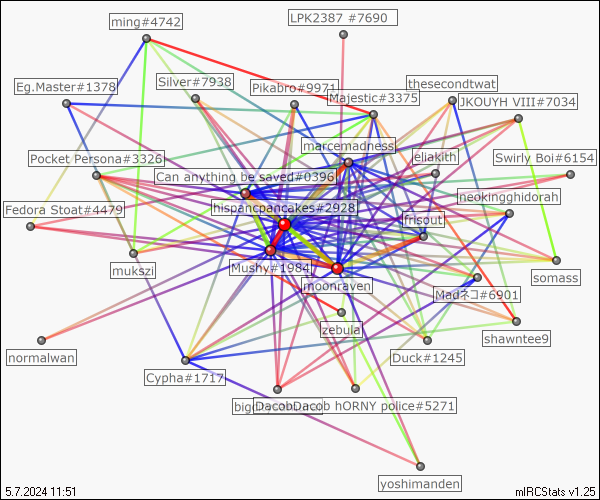 ming#4742
LPK2387 #7690
Eg.Master#1378
Silver#7938
Pikabro#9971
Majestic#3375
thesecondtwat
JKOUYH VIII#7034
marcemadness
Pocket Persona#3326
eliakith
Swirly Boi#6154
Can anything be saved#0396
neokingghidorah
Fedora Stoat#4479
hispancpancakes#2928
frisout
mukszi
Mushy#1984
moonraven
somass
Madネコ#6901
zebula
shawntee9
normalwan
Duck#1245
Cypha#1717
DacobDacob hORNY police#5271
yoshimanden
5.7.2024 11:51
mIRCStats v1.25